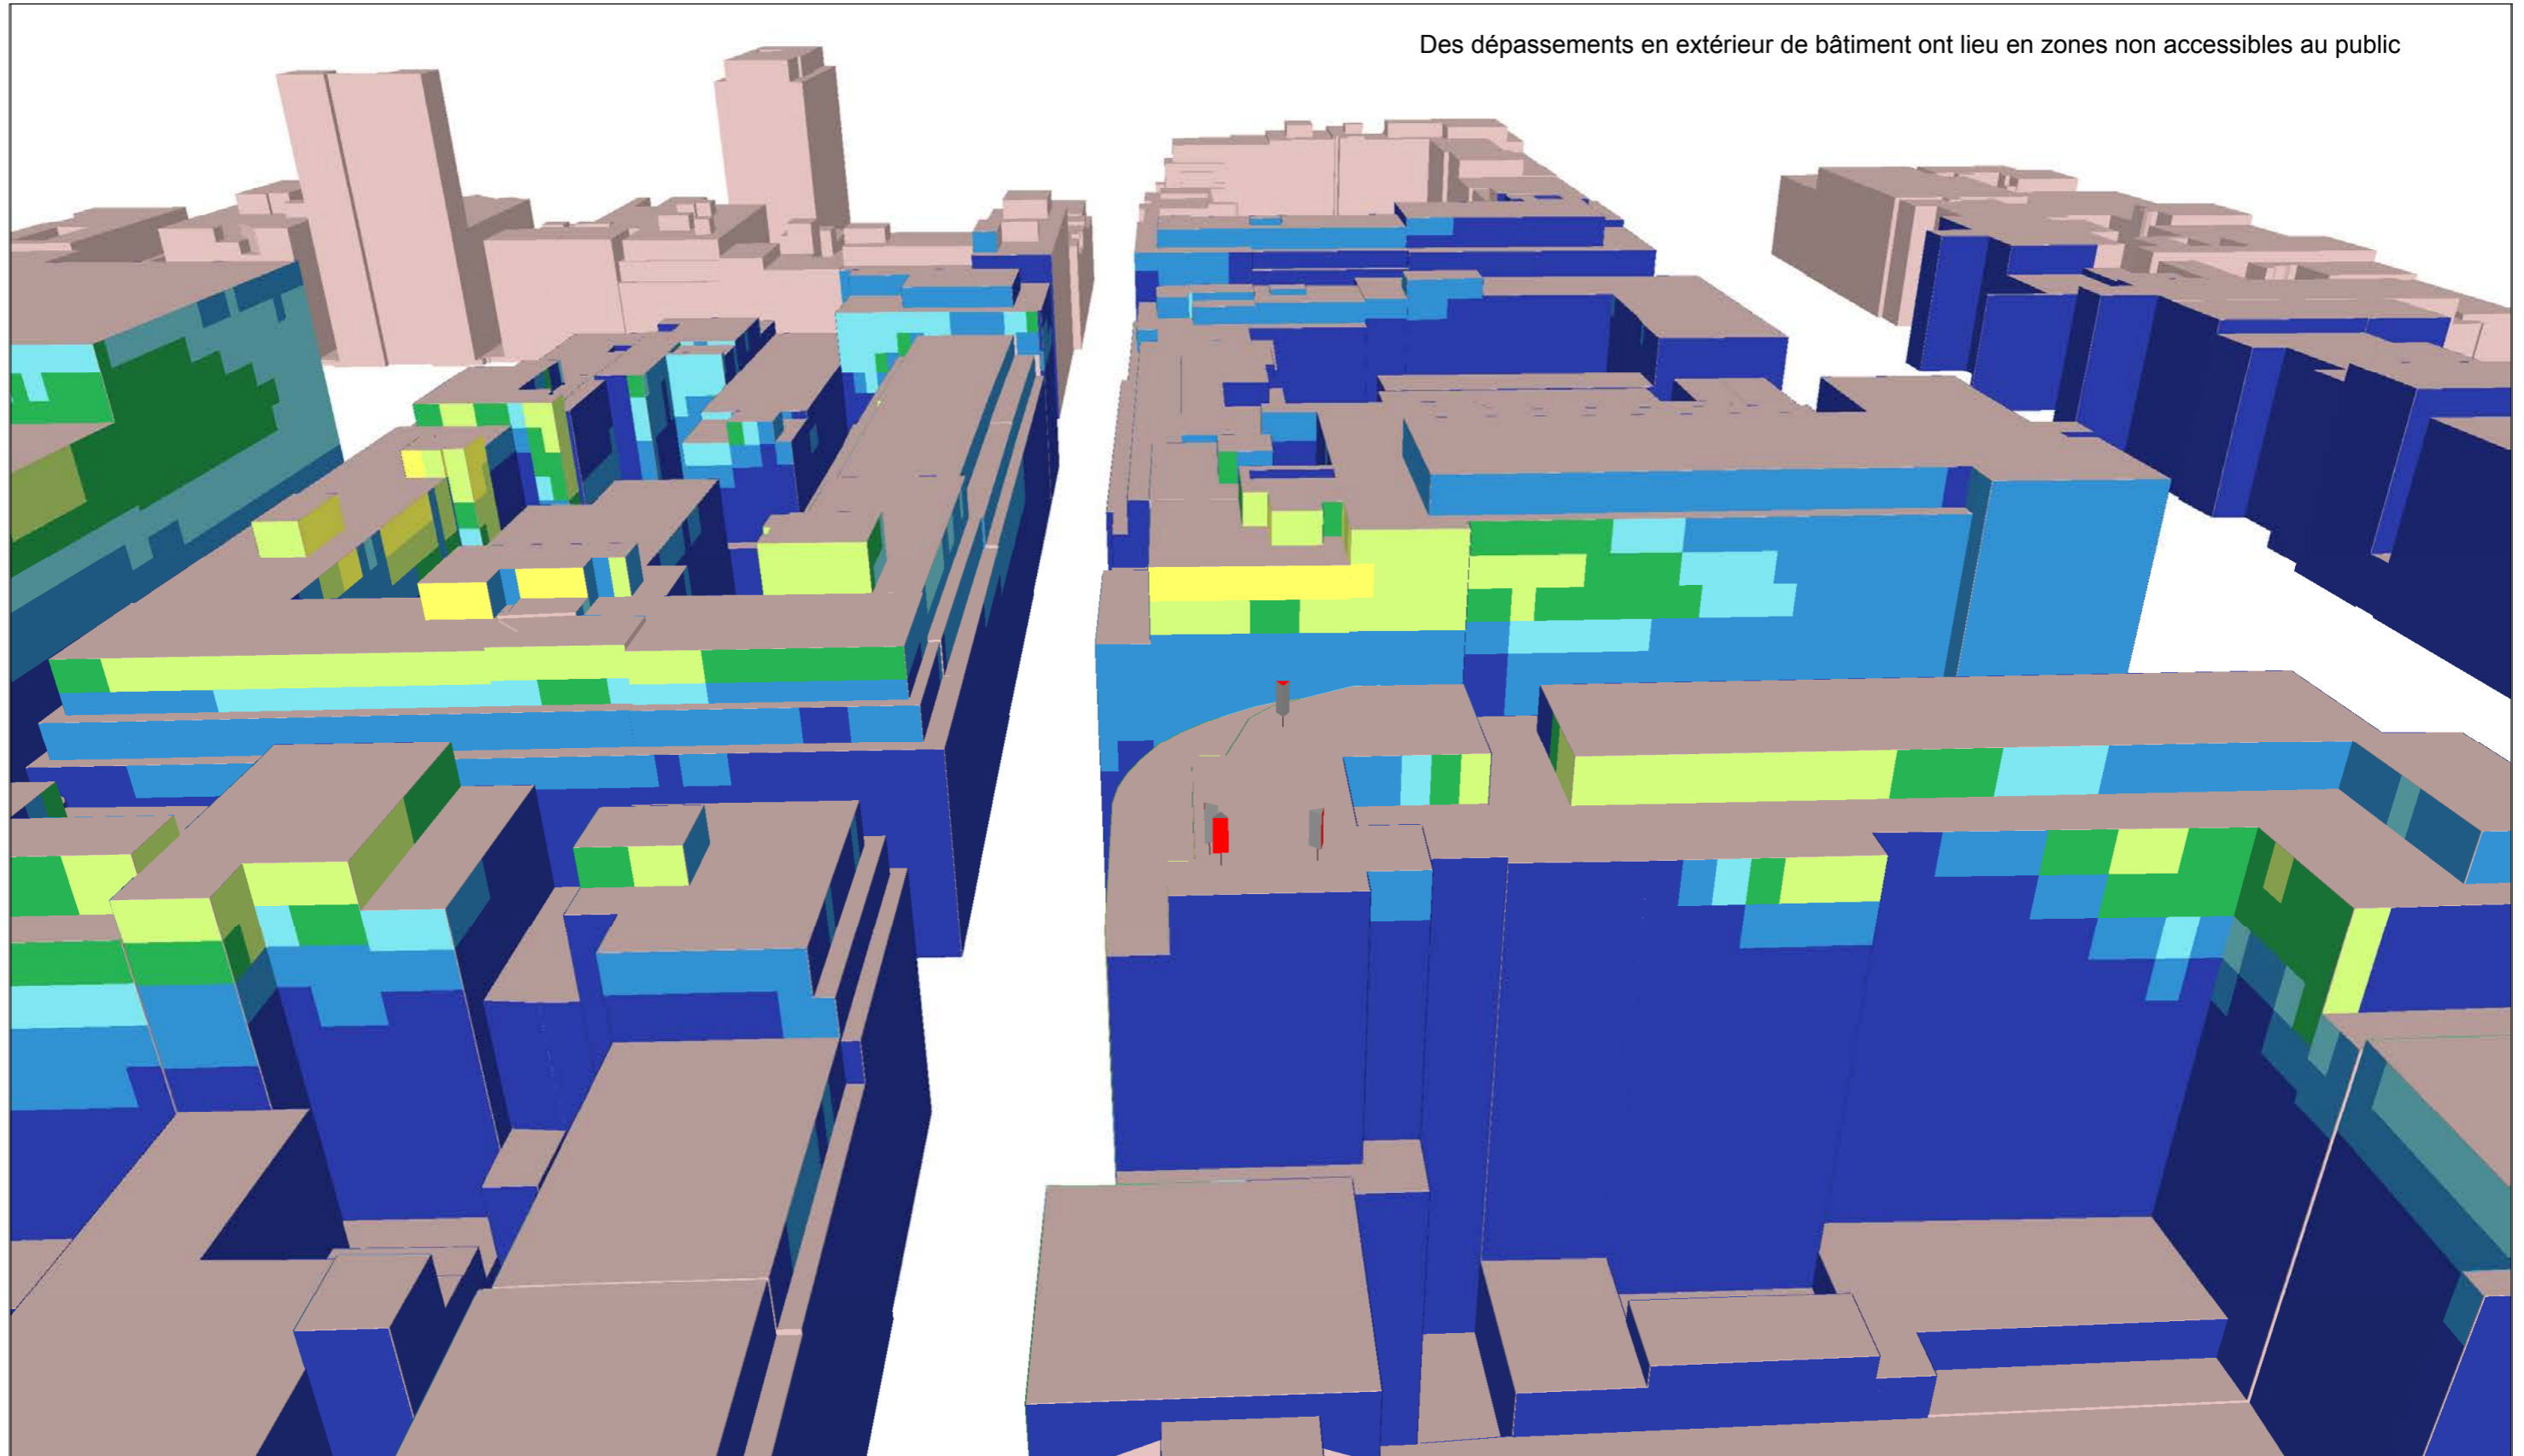 Des dépassements en extérieur de bâtiment ont lieu en zones non accessibles au public